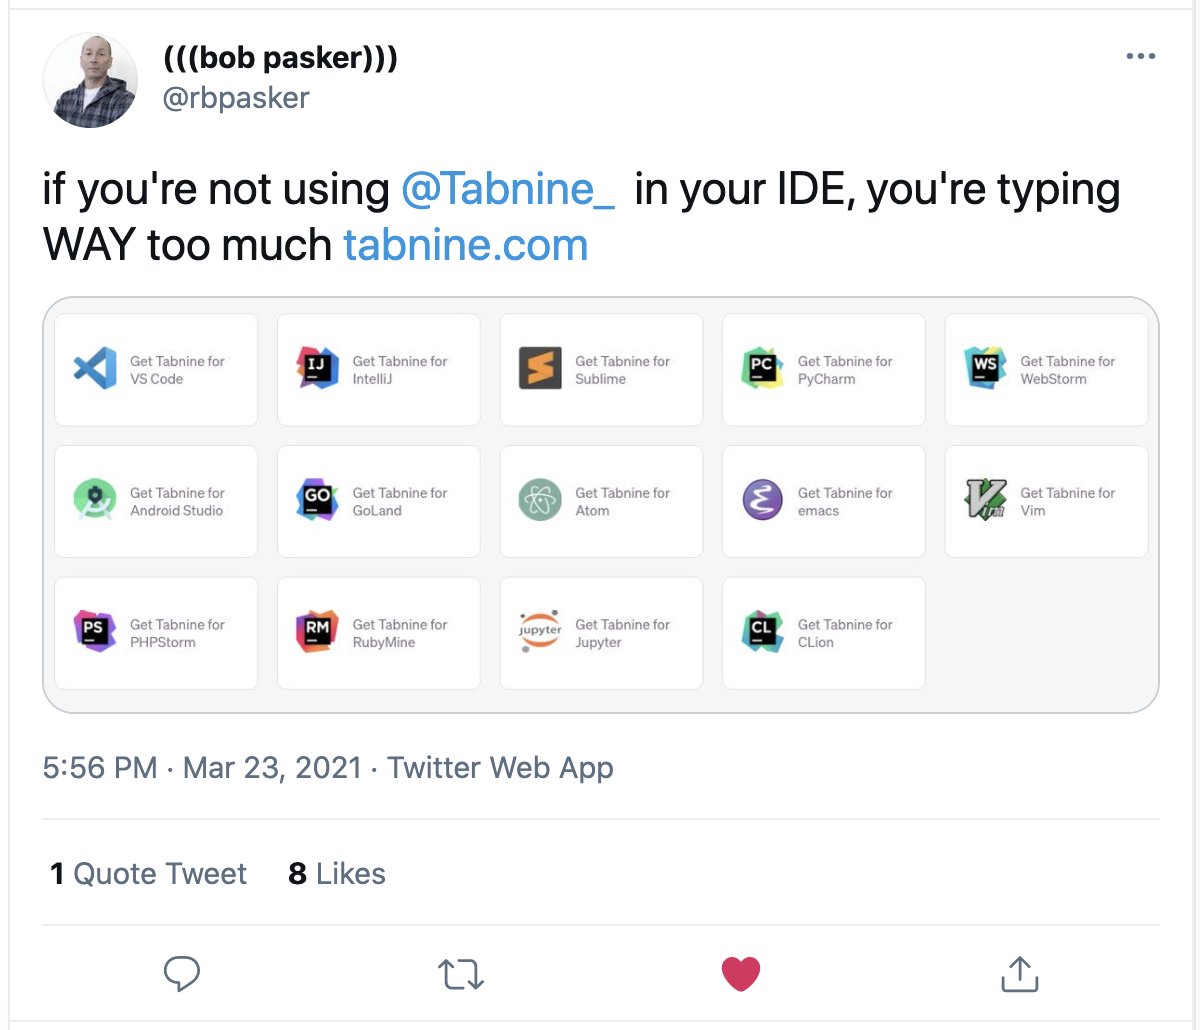 (((bob pasker)))
@rbpasker
if you're not using @Tabnine_ in your IDE, you're typing
WAY too much tabnine.com
Get Tabnine for
VS Code
IJ
Get Tabnine for
IntelliJ
Get Tabnine for
Sublime
PC
Get Tabnine for
PyCharm
WS
Get Tabnine for
WebStorm
Get Tabnine for
Android Studio
GO
Get Tabnine for
GoLand
Get Tabnine for
Atom
Get Tabnine for
emacs
Vim
Get Tabnine for
Vim
PS
Get Tabnine for
PHPStorm
RM
Get Tabnine for
RubyMine
jupyter
Get Tabnine for
Jupyter
CL
Get Tabnine for
CLion
5:56 PM · Mar 23, 2021 · Twitter Web App
1 Quote Tweet 8 Likes